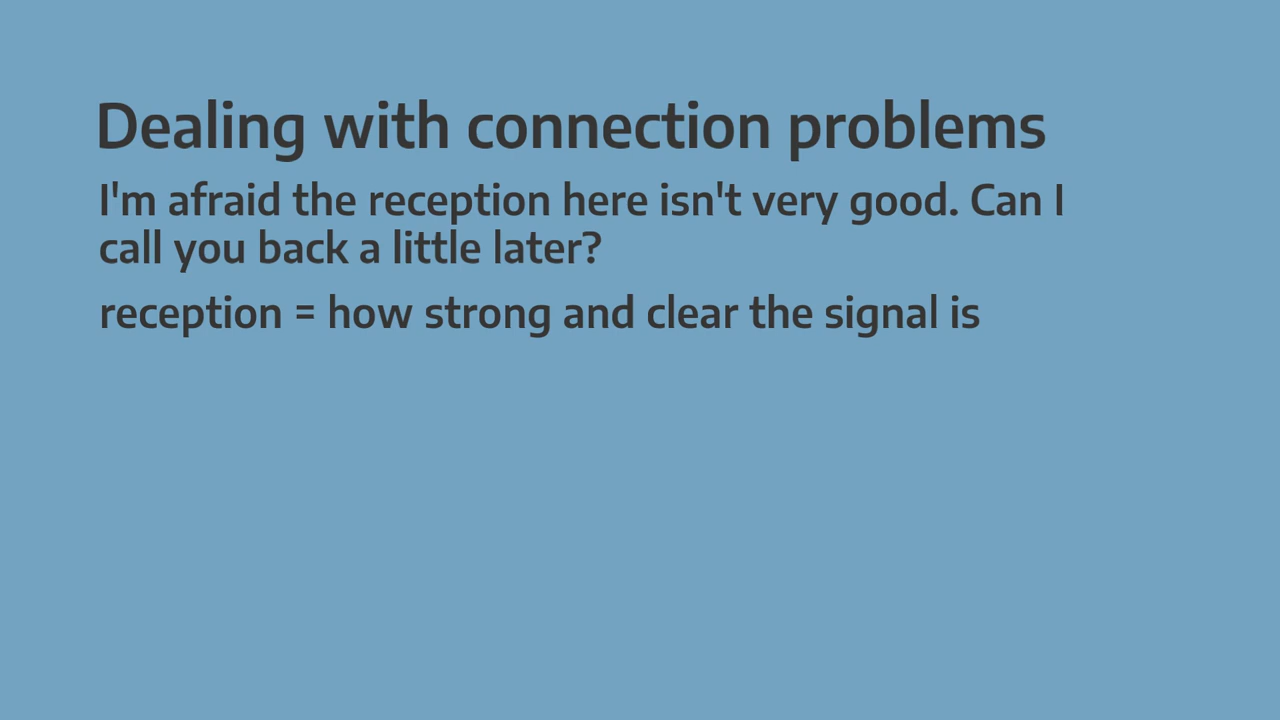 Dealing with connection problems
I'm afraid the reception here isn't very good. Can I
call you back a little later?
reception = how strong and clear the signal is